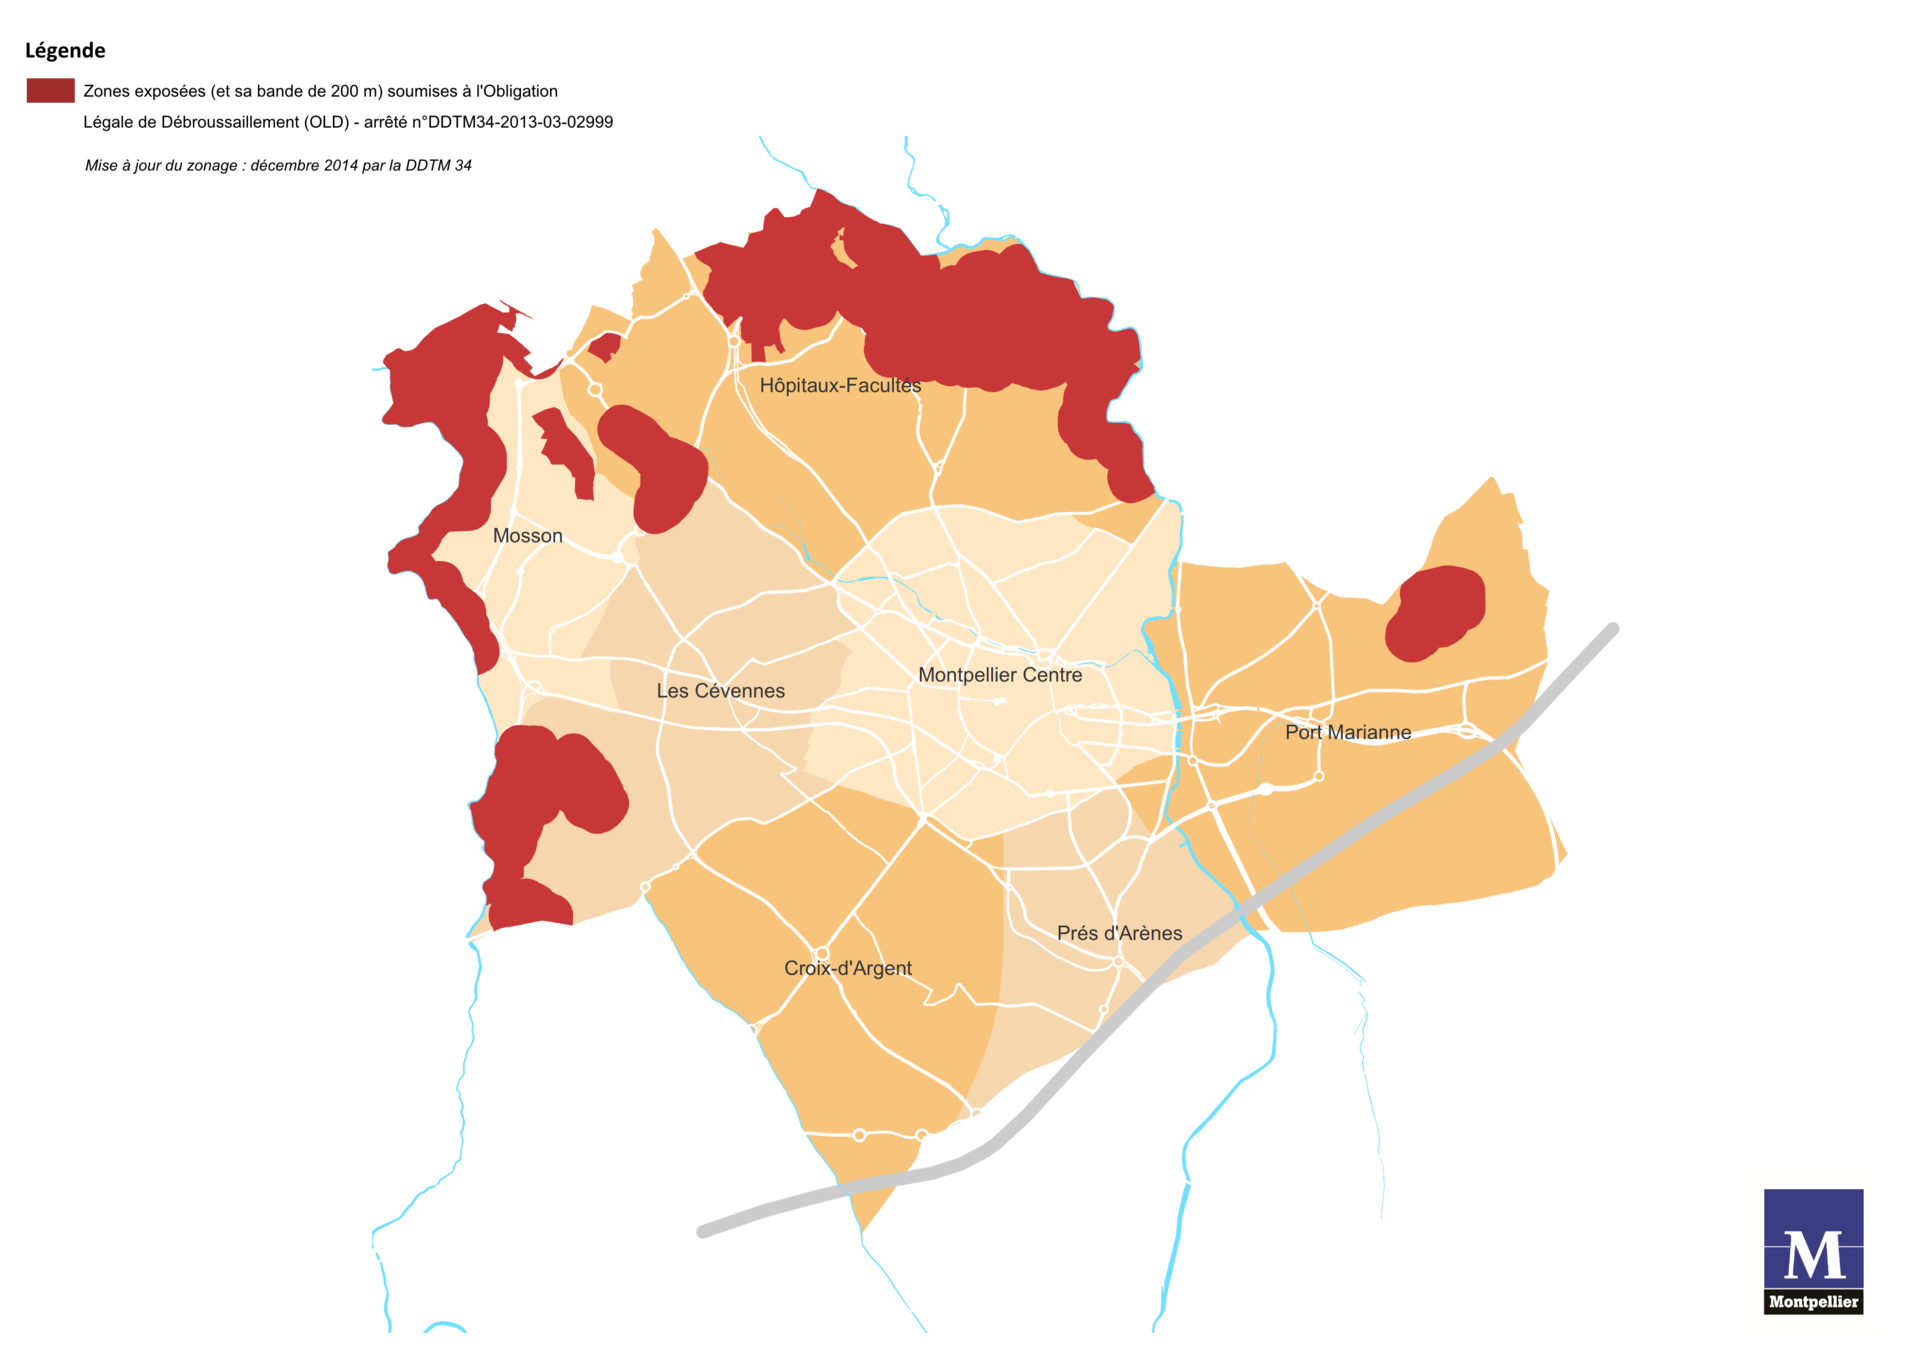 Légende
Zones exposées (et sa bande de 200 m) soumises à l'Obligation
Légale de Débroussaillement (OLD) - arrêté n°DDTM34-2013-03-02999
Mise à jour du zonage : décembre 2014 par la DDTM 34
Hôpitaux-Facultés
Mosson
Montpellier Centre
Les Cévennes
Port Marianne
Prés d'Arènes
Croix-d'Argent
M
Montpellier